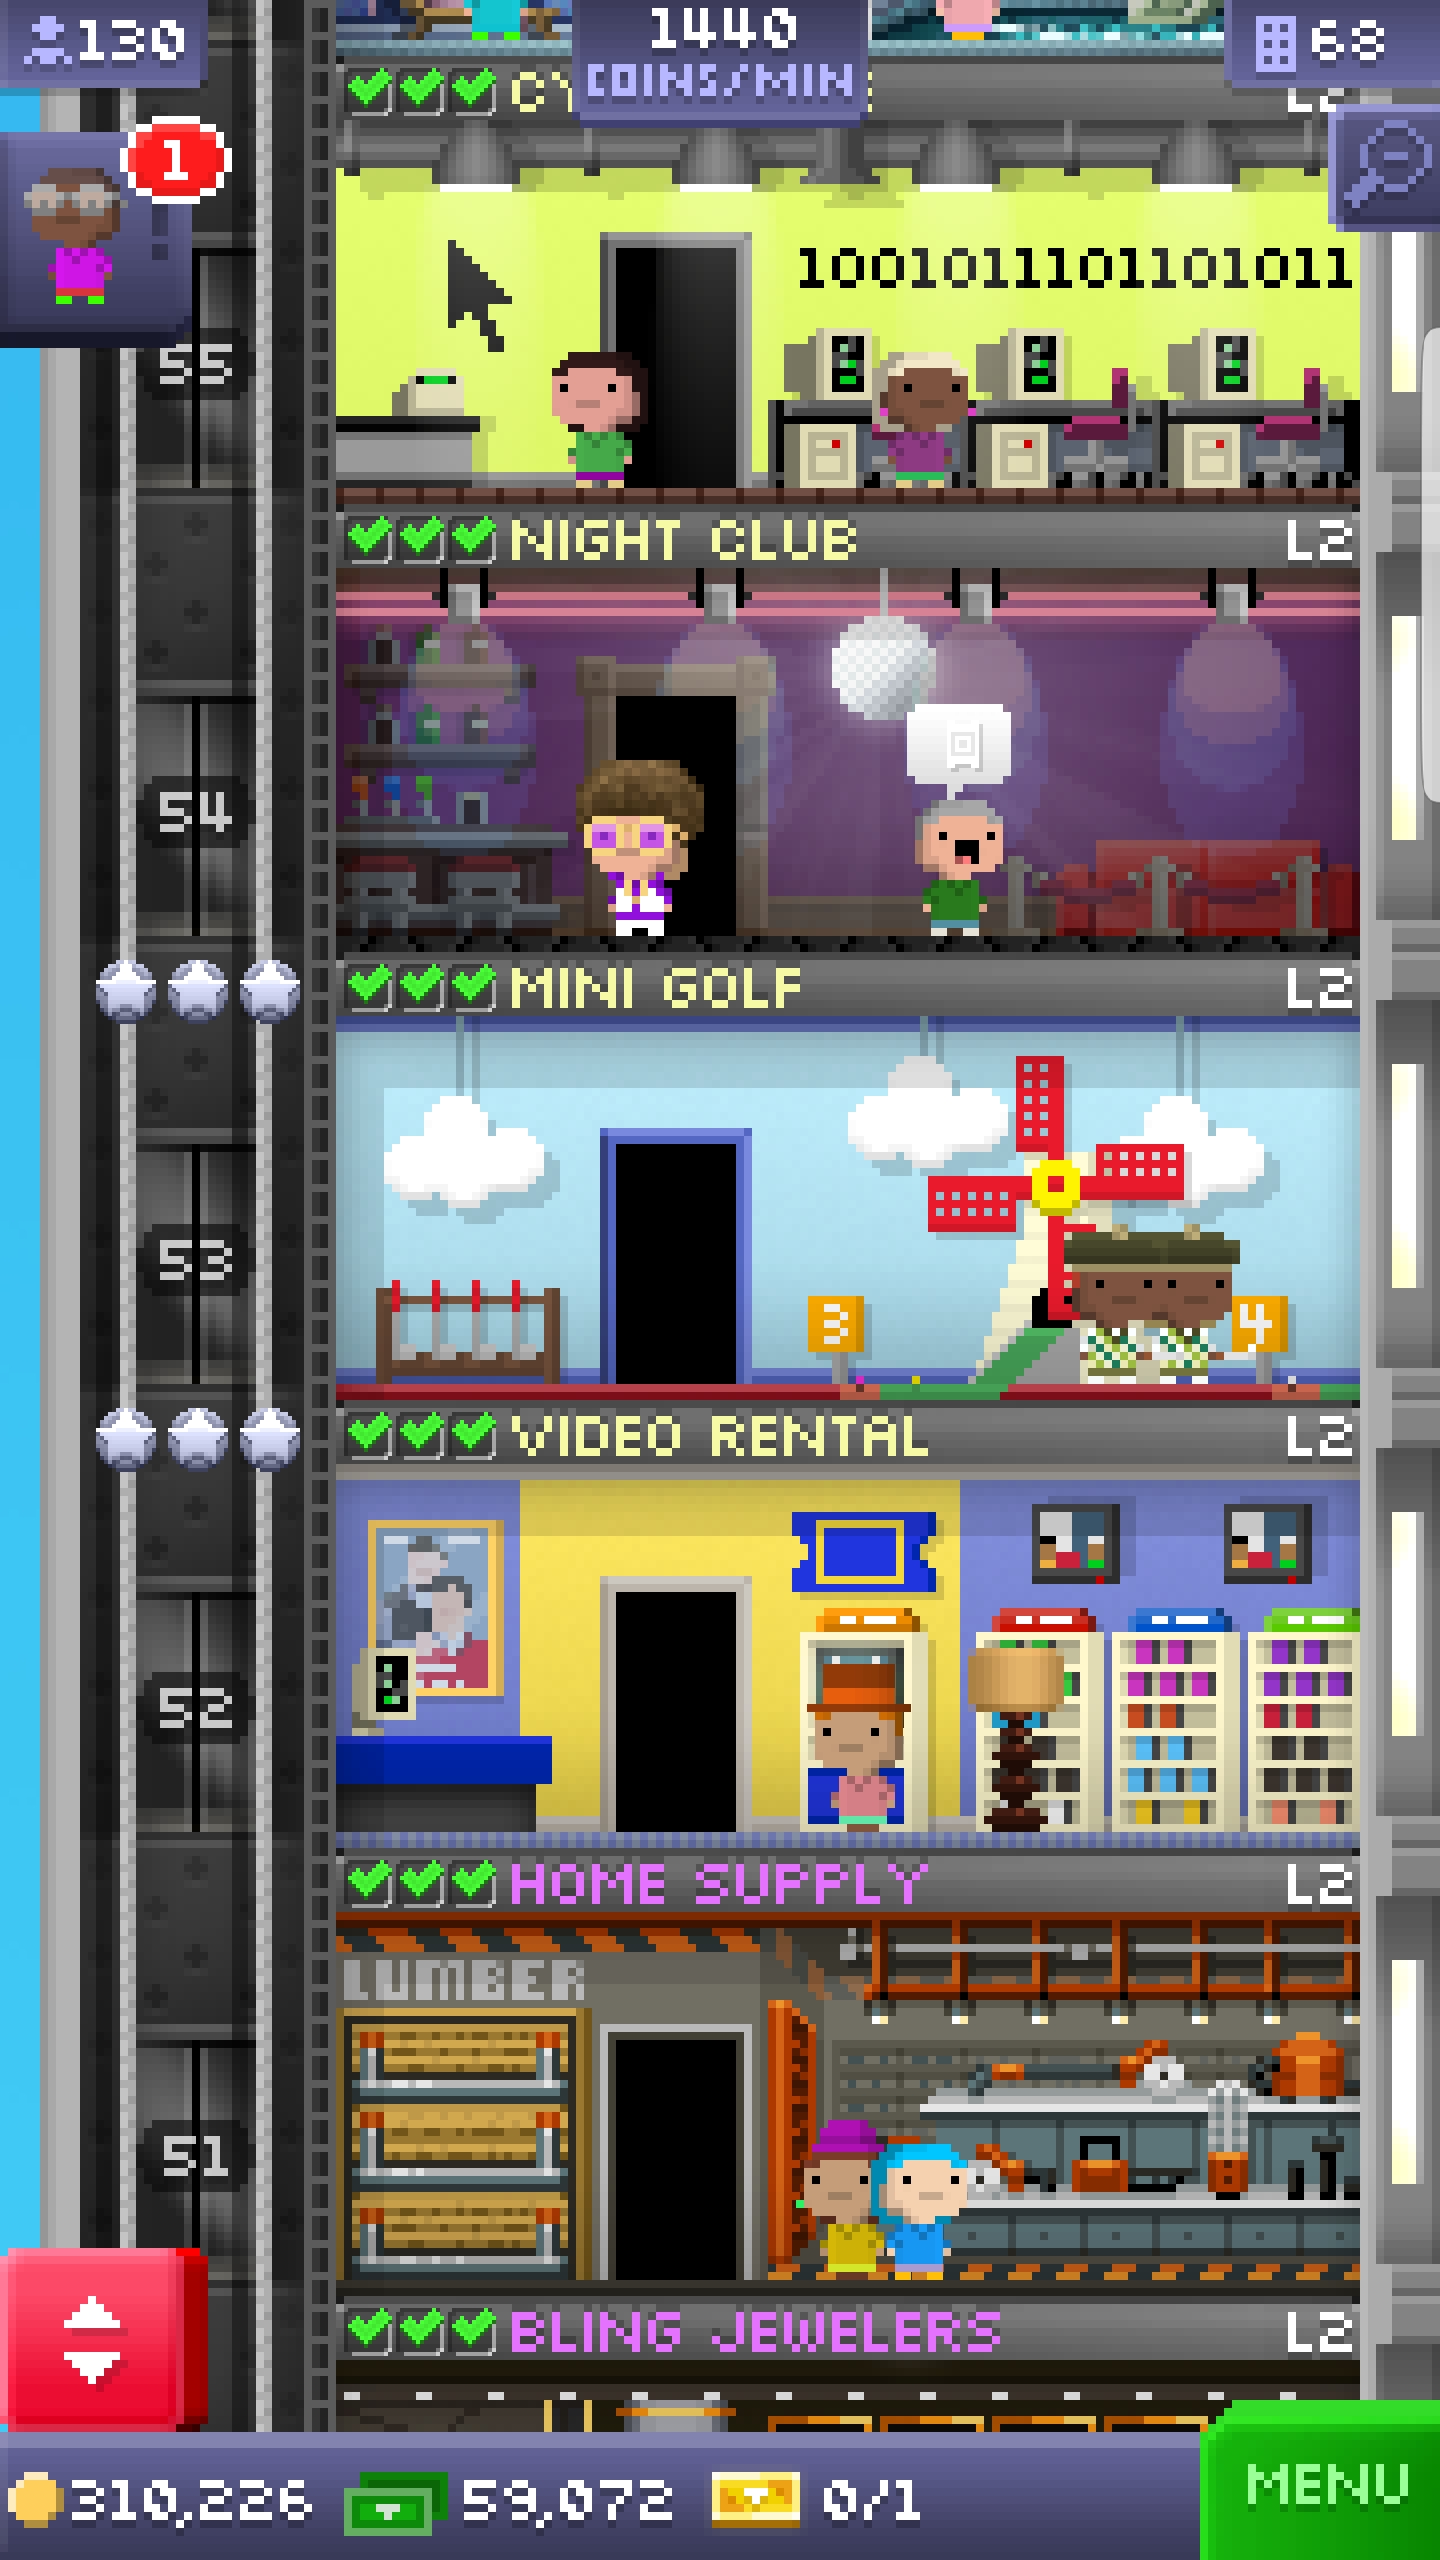 130
1440
COINS/MIN
68
CY
L2
1
55
1001011101101011
NIGHT CLUB
L2
54
MINI GOLF
L2
53
3
4
VIDEO RENTAL
L2
52
HOME SUPPLY
L2
LUMBER
51
BLING JEWELERS
L2
310,226
59,072
0/1
MENU